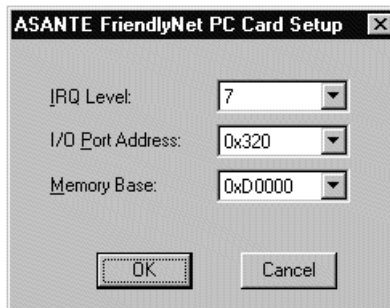 ASANTE FriendlyNet PC Card Setup
IRQ Level: 7
I/O Port Address: 0x320
Memory Base: 0xD0000
OK Cancel